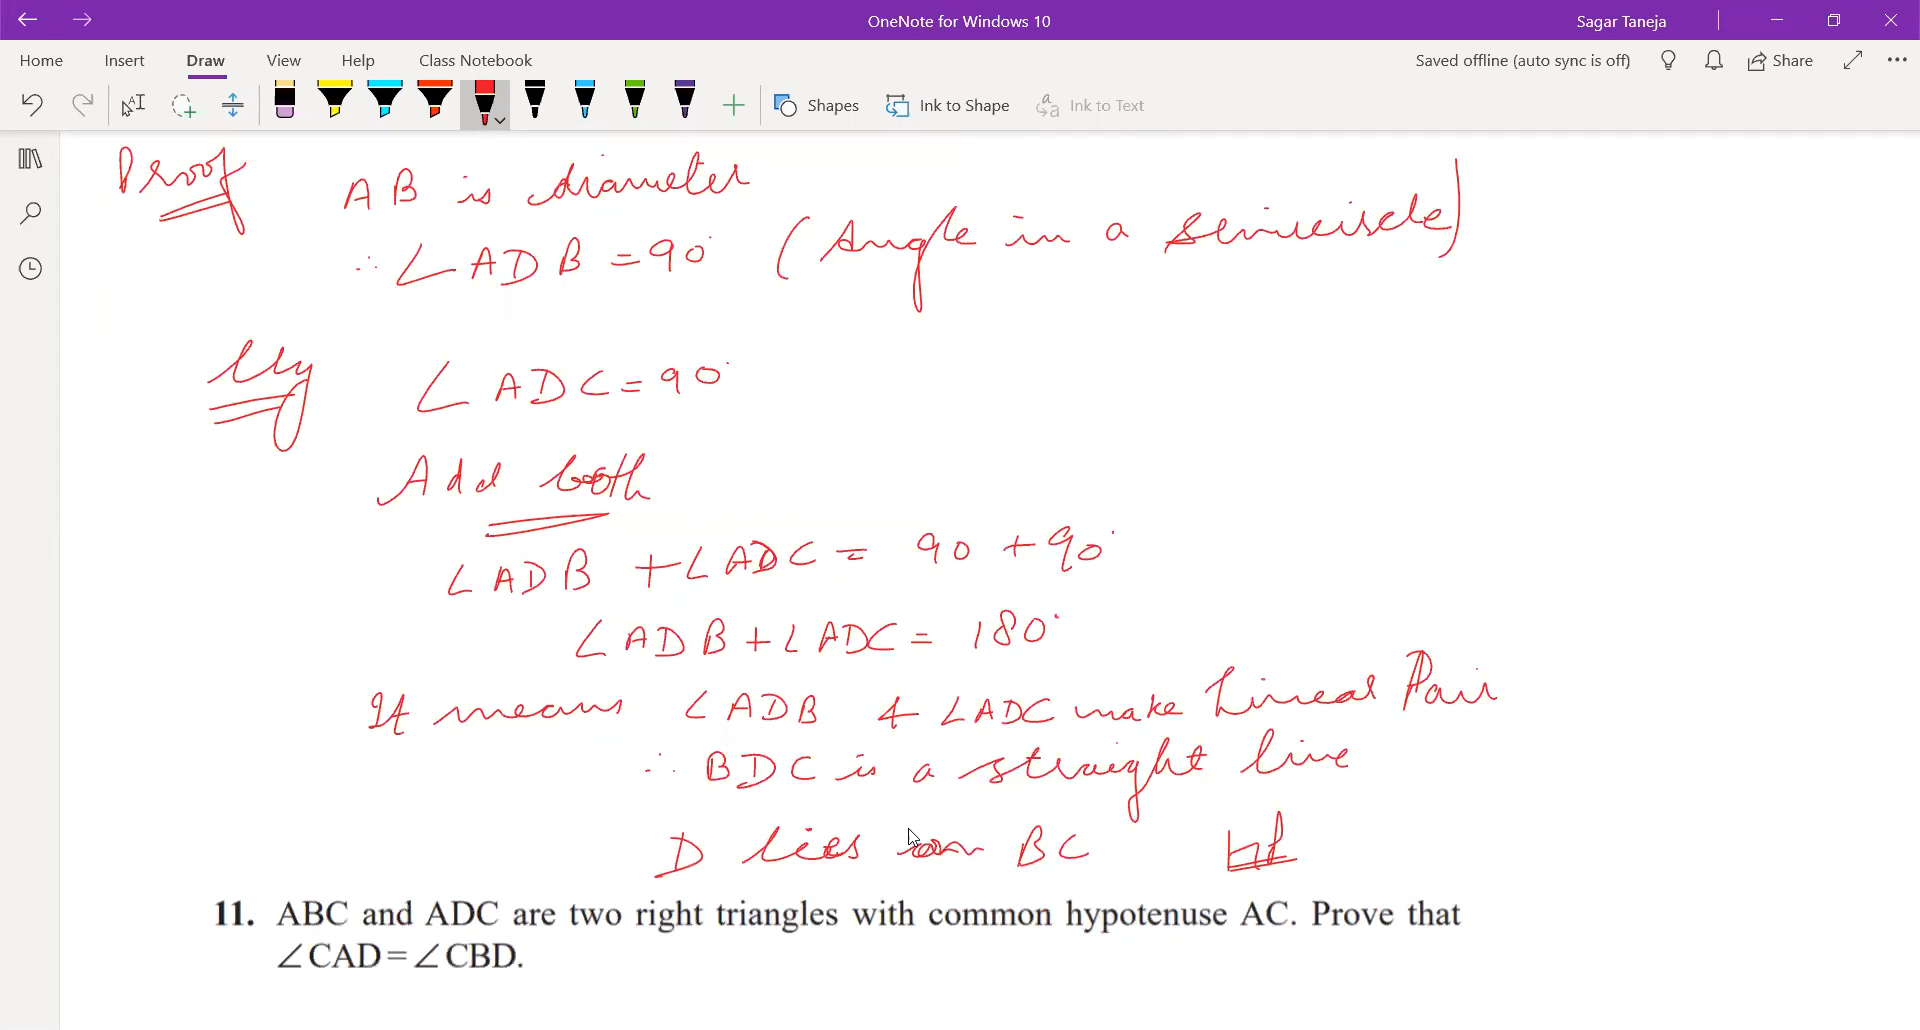 OneNote for Windows 10
Sagar Taneja
Home Insert Draw View Help Class Notebook
Saved offline (auto sync is off) Share
Shapes Ink to Shape Ink to Text
Proof AB is diameter
∴ ∠ADB = 90° (Angle in a semicircle)
lly ∠ADC = 90°
Add both
∠ADB + ∠ADC = 90 + 90°
∠ADB + ∠ADC = 180°
It means ∠ADB & ∠ADC make Linear Pair
∴ BDC is a straight line
D lies on BC
11. ABC and ADC are two right triangles with common hypotenuse AC. Prove that
∠CAD = ∠CBD.